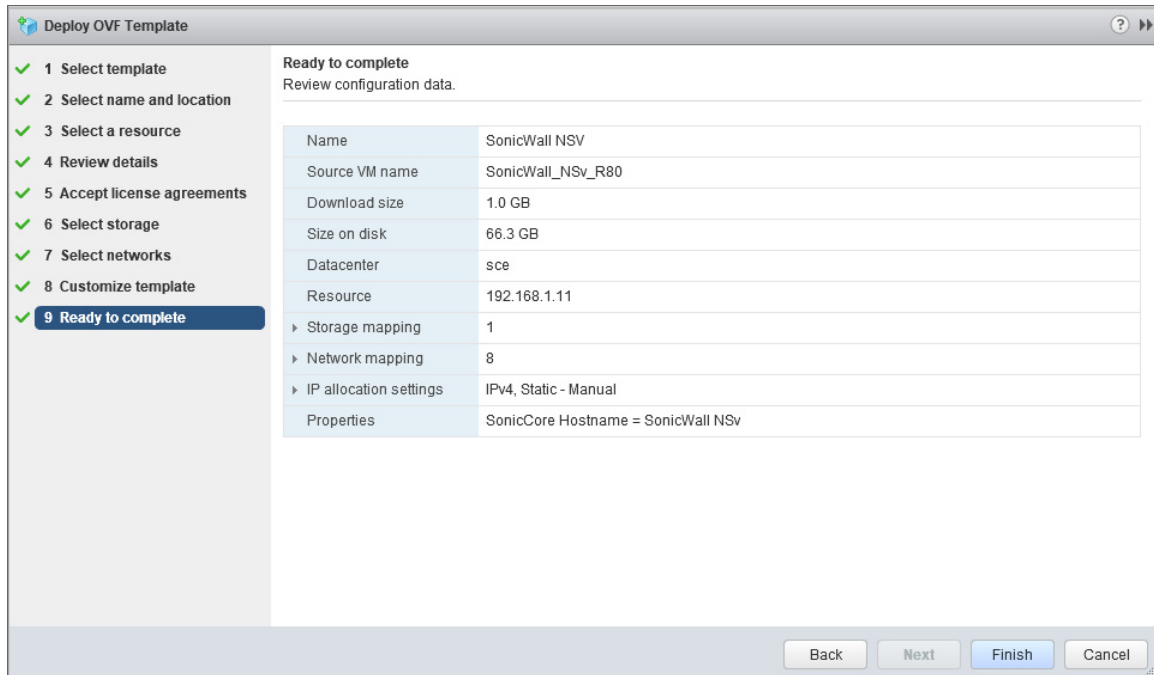 Deploy OVF Template
?
1 Select template
2 Select name and location
3 Select a resource
4 Review details
5 Accept license agreements
6 Select storage
7 Select networks
8 Customize template
9 Ready to complete
Ready to complete
Review configuration data.
Name SonicWall NSV
Source VM name SonicWall_NSv_R80
Download size 1.0 GB
Size on disk 66.3 GB
Datacenter sce
Resource 192.168.1.11
Storage mapping 1
Network mapping 8
IP allocation settings IPv4, Static - Manual
Properties SonicCore Hostname = SonicWall NSv
Back Next Finish Cancel